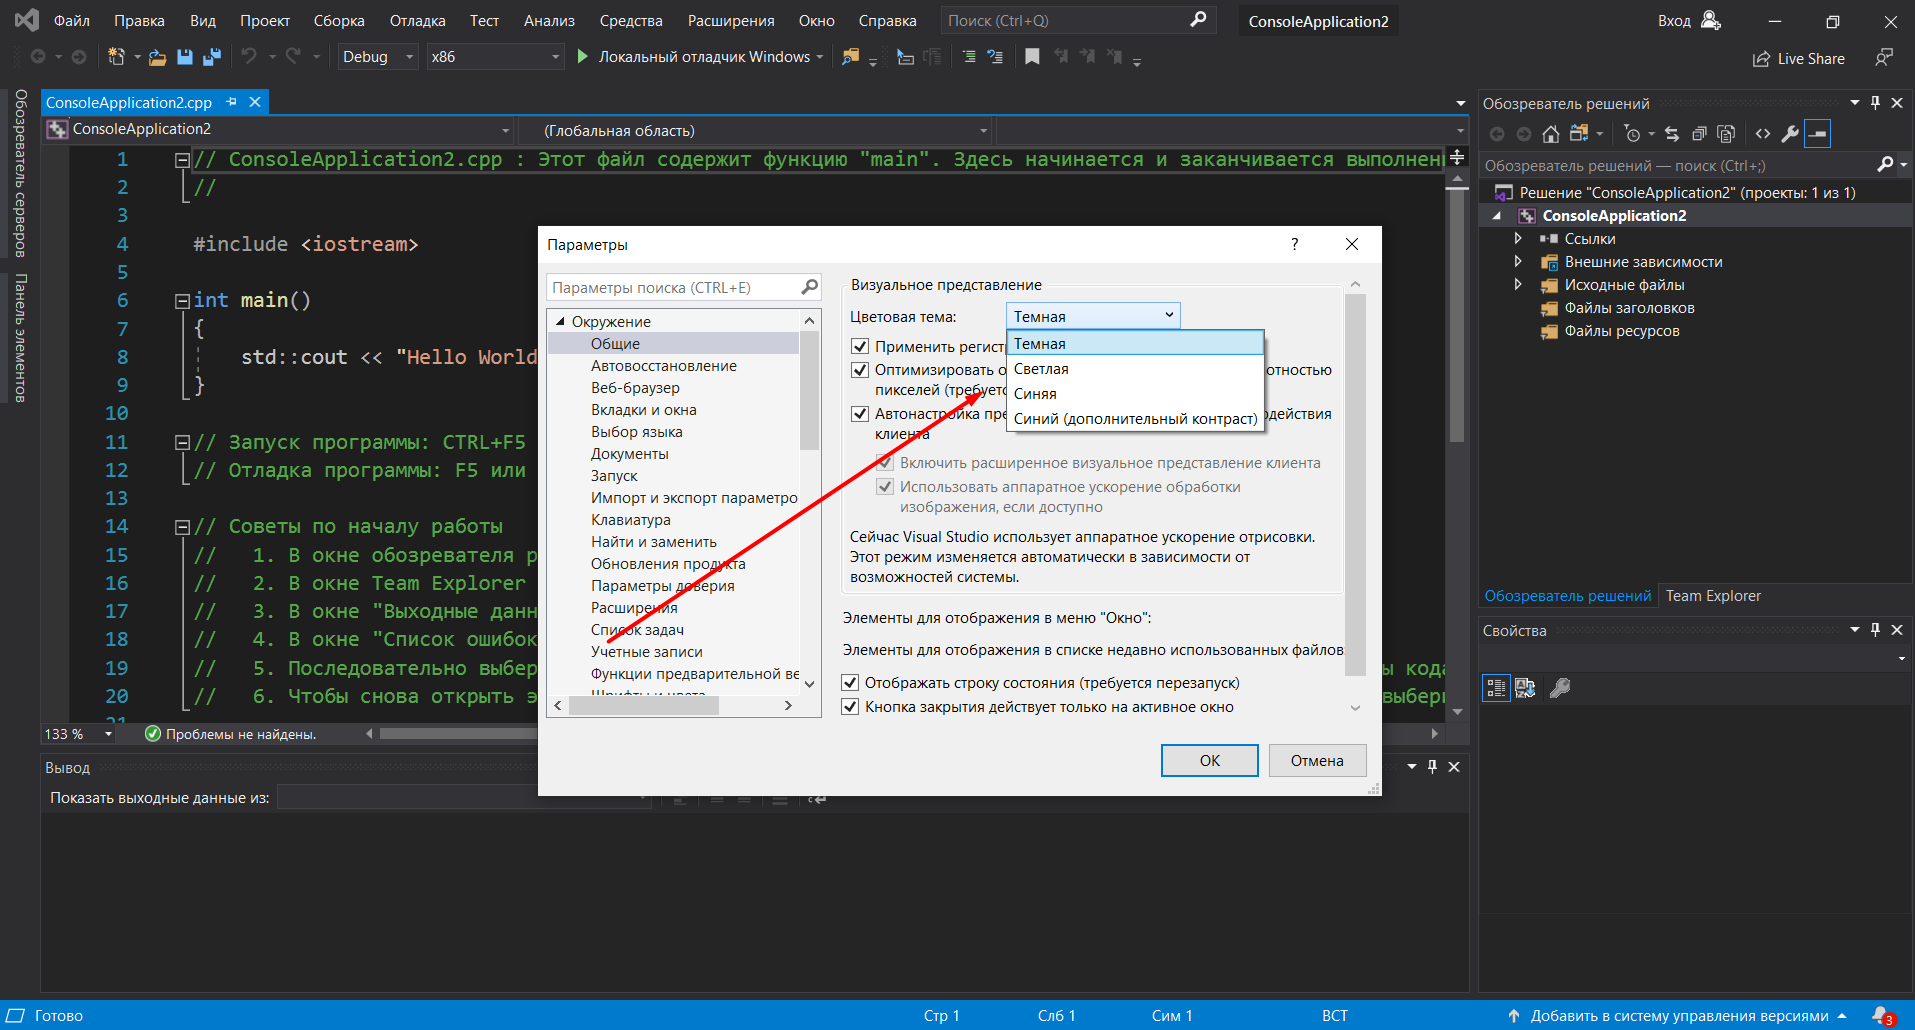 Файл Правка Вид Проект Сборка Отладка Тест Анализ Средства Расширения Окно Справка Поиск (Ctrl+Q) ConsoleApplication2 Вход
Debug x86 Локальный отладчик Windows Live Share
Обозреватель серверов
Панель элементов
ConsoleApplication2.cpp
ConsoleApplication2 (Глобальная область)
1 // ConsoleApplication2.cpp : Этот файл содержит функцию "main". Здесь начинается и заканчивается
2 //
3
4 #include <iostream>
5
6 int main()
7 {
8 std::cout << "Hello World
9 }
10
11 // Запуск программы: CTRL+F5
12 // Отладка программы: F5 или
13
14 // Советы по началу работы
15 // 1. В окне обозревателя
16 // 2. В окне Team Explorer
17 // 3. В окне "Выходные
18 // 4. В окне "Список ошибок
19 // 5. Последовательно
20 // 6. Чтобы снова открыть
133 % Проблемы не найдены.
Вывод
Показать выходные данные из:
Параметры ?
Параметры поиска (CTRL+E)
Окружение
Общие
Автовосстановление
Веб-браузер
Вкладки и окна
Выбор языка
Документы
Запуск
Импорт и экспорт параметро
Клавиатура
Найти и заменить
Обновления продукта
Параметры доверия
Расширения
Список задач
Учетные записи
Функции предварительной ве
Визуальное представление
Цветовая тема: Темная
Темная
Светлая
Синяя
Синий (дополнительный контраст)
Применить
Оптимизировать
пикселей
Автонастройка
клиента
Включить расширенное визуальное представление клиента
Использовать аппаратное ускорение обработки
изображения, если доступно
Сейчас Visual Studio использует аппаратное ускорение отрисовки.
Этот режим изменяется автоматически в зависимости от
возможностей системы.
Элементы для отображения в меню "Окно":
Элементы для отображения в списке недавно использованных файлов:
Отображать строку состояния (требуется перезапуск)
Кнопка закрытия действует только на активное окно
ОК Отмена
Обозреватель решений
Обозреватель решений — поиск (Ctrl+;)
Решение "ConsoleApplication2" (проекты: 1 из 1)
ConsoleApplication2
Ссылки
Внешние зависимости
Исходные файлы
Файлы заголовков
Файлы ресурсов
Обозреватель решений Team Explorer
Свойства
Готово Стр 1 Слб 1 Сим 1 ВСТ Добавить в систему управления версиями 3